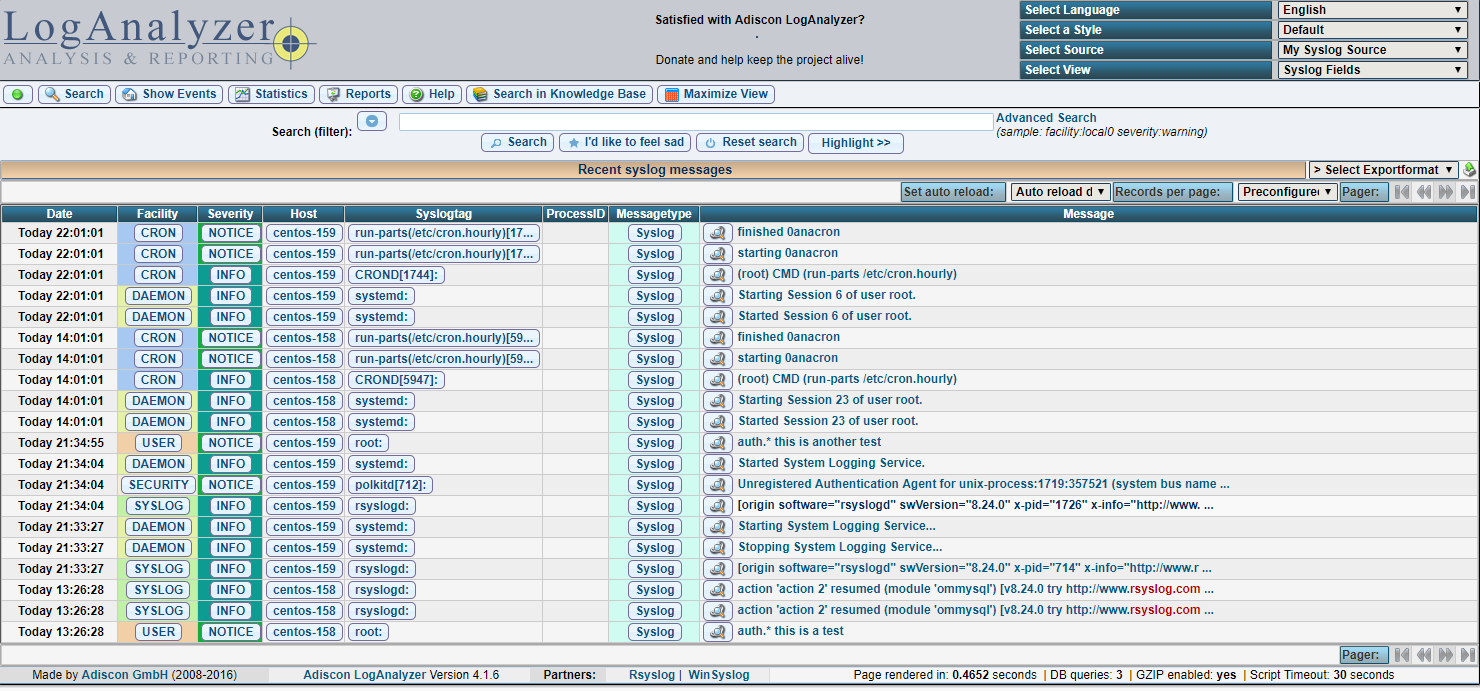 LogAnalyzer
ANALYSIS & REPORTING
Satisfied with Adiscon LogAnalyzer?
.
Donate and help keep the project alive!
Select Language English
Select a Style Default
Select Source My Syslog Source
Select View Syslog Fields
Search Show Events Statistics Reports Help Search in Knowledge Base Maximize View
Search (filter): Advanced Search
(sample: facility:local0 severity:warning)
Search I'd like to feel sad Reset search Highlight >>
Recent syslog messages > Select Exportformat
Set auto reload: Auto reload d Records per page: Preconfigure Pager:
Date Facility Severity Host Syslogtag ProcessID Messagetype Message
Today 22:01:01 CRON NOTICE centos-159 run-parts(/etc/cron.hourly)[17... Syslog finished 0anacron
Today 22:01:01 CRON NOTICE centos-159 run-parts(/etc/cron.hourly)[17... Syslog starting 0anacron
Today 22:01:01 CRON INFO centos-159 CROND[1744]: Syslog (root) CMD (run-parts /etc/cron.hourly)
Today 22:01:01 DAEMON INFO centos-159 systemd: Syslog Starting Session 6 of user root.
Today 22:01:01 DAEMON INFO centos-159 systemd: Syslog Started Session 6 of user root.
Today 14:01:01 CRON NOTICE centos-158 run-parts(/etc/cron.hourly)[59... Syslog finished 0anacron
Today 14:01:01 CRON NOTICE centos-158 run-parts(/etc/cron.hourly)[59... Syslog starting 0anacron
Today 14:01:01 CRON INFO centos-158 CROND[5947]: Syslog (root) CMD (run-parts /etc/cron.hourly)
Today 14:01:01 DAEMON INFO centos-158 systemd: Syslog Starting Session 23 of user root.
Today 14:01:01 DAEMON INFO centos-158 systemd: Syslog Started Session 23 of user root.
Today 21:34:55 USER NOTICE centos-159 root: Syslog auth.* this is another test
Today 21:34:04 DAEMON INFO centos-159 systemd: Syslog Started System Logging Service.
Today 21:34:04 SECURITY NOTICE centos-159 polkitd[712]: Syslog Unregistered Authentication Agent for unix-process:1719:357521 (system bus name ...
Today 21:34:04 SYSLOG INFO centos-159 rsyslogd: Syslog [origin software="rsyslogd" swVersion="8.24.0" x-pid="1726" x-info="http://www. ...
Today 21:33:27 DAEMON INFO centos-159 systemd: Syslog Starting System Logging Service...
Today 21:33:27 DAEMON INFO centos-159 systemd: Syslog Stopping System Logging Service...
Today 21:33:27 SYSLOG INFO centos-159 rsyslogd: Syslog [origin software="rsyslogd" swVersion="8.24.0" x-pid="714" x-info="http://www.r ...
Today 13:26:28 SYSLOG INFO centos-158 rsyslogd: Syslog action 'action 2' resumed (module 'ommysql') [v8.24.0 try http://www.rsyslog.com ...
Today 13:26:28 SYSLOG INFO centos-158 rsyslogd: Syslog action 'action 2' resumed (module 'ommysql') [v8.24.0 try http://www.rsyslog.com ...
Today 13:26:28 USER NOTICE centos-158 root: Syslog auth.* this is a test
Pager:
Made by Adiscon GmbH (2008-2016) Adiscon LogAnalyzer Version 4.1.6 Partners: Rsyslog | WinSyslog Page rendered in: 0.4652 seconds | DB queries: 3 | GZIP enabled: yes | Script Timeout: 30 seconds